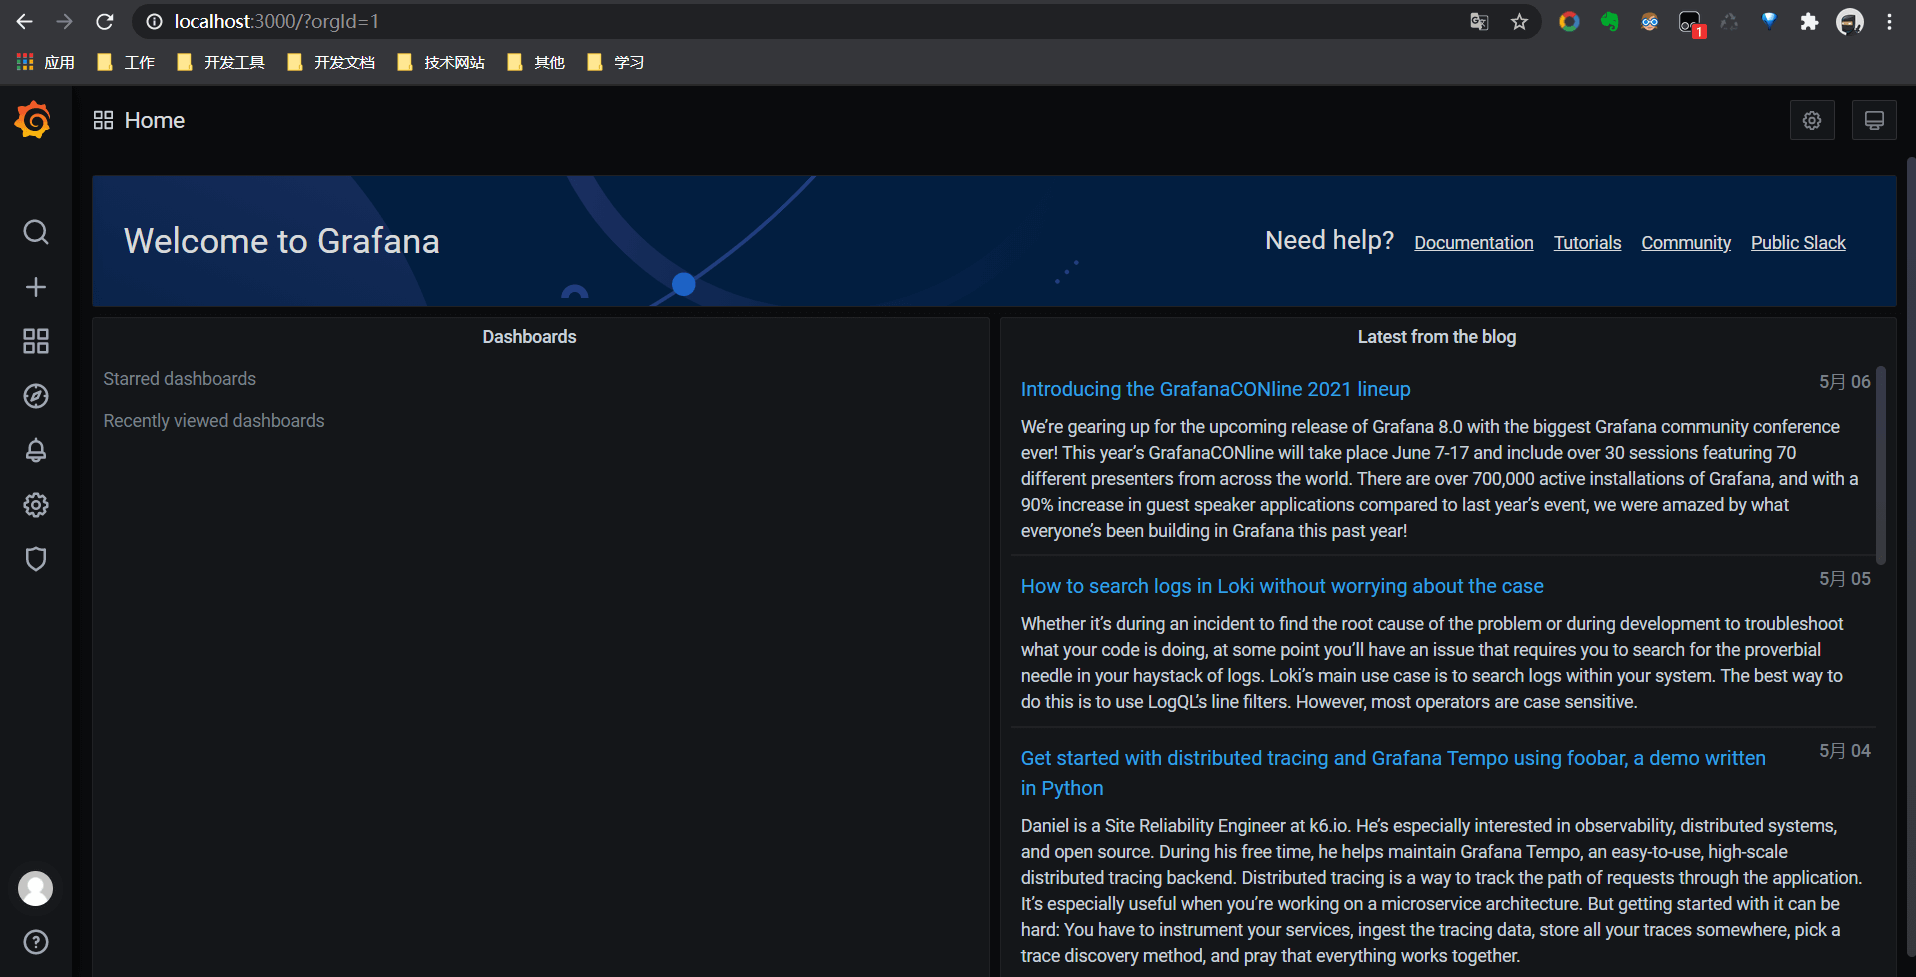 localhost:3000/?orgId=1
1
应用 工作 开发工具 开发文档 技术网站 其他 学习
Home
Welcome to Grafana
Need help? Documentation Tutorials Community Public Slack
Dashboards
Starred dashboards
Recently viewed dashboards
Latest from the blog
Introducing the GrafanaCONline 2021 lineup
5月 06
We’re gearing up for the upcoming release of Grafana 8.0 with the biggest Grafana community conference
ever! This year’s GrafanaCONline will take place June 7-17 and include over 30 sessions featuring 70
different presenters from across the world. There are over 700,000 active installations of Grafana, and with a
90% increase in guest speaker applications compared to last year’s event, we were amazed by what
everyone’s been building in Grafana this past year!
How to search logs in Loki without worrying about the case
5月 05
Whether it’s during an incident to find the root cause of the problem or during development to troubleshoot
what your code is doing, at some point you’ll have an issue that requires you to search for the proverbial
needle in your haystack of logs. Loki’s main use case is to search logs within your system. The best way to
do this is to use LogQL’s line filters. However, most operators are case sensitive.
Get started with distributed tracing and Grafana Tempo using foobar, a demo written
in Python
5月 04
Daniel is a Site Reliability Engineer at k6.io. He’s especially interested in observability, distributed systems,
and open source. During his free time, he helps maintain Grafana Tempo, an easy-to-use, high-scale
distributed tracing backend. Distributed tracing is a way to track the path of requests through the application.
It’s especially useful when you’re working on a microservice architecture. But getting started with it can be
hard: You have to instrument your services, ingest the tracing data, store all your traces somewhere, pick a
trace discovery method, and pray that everything works together.